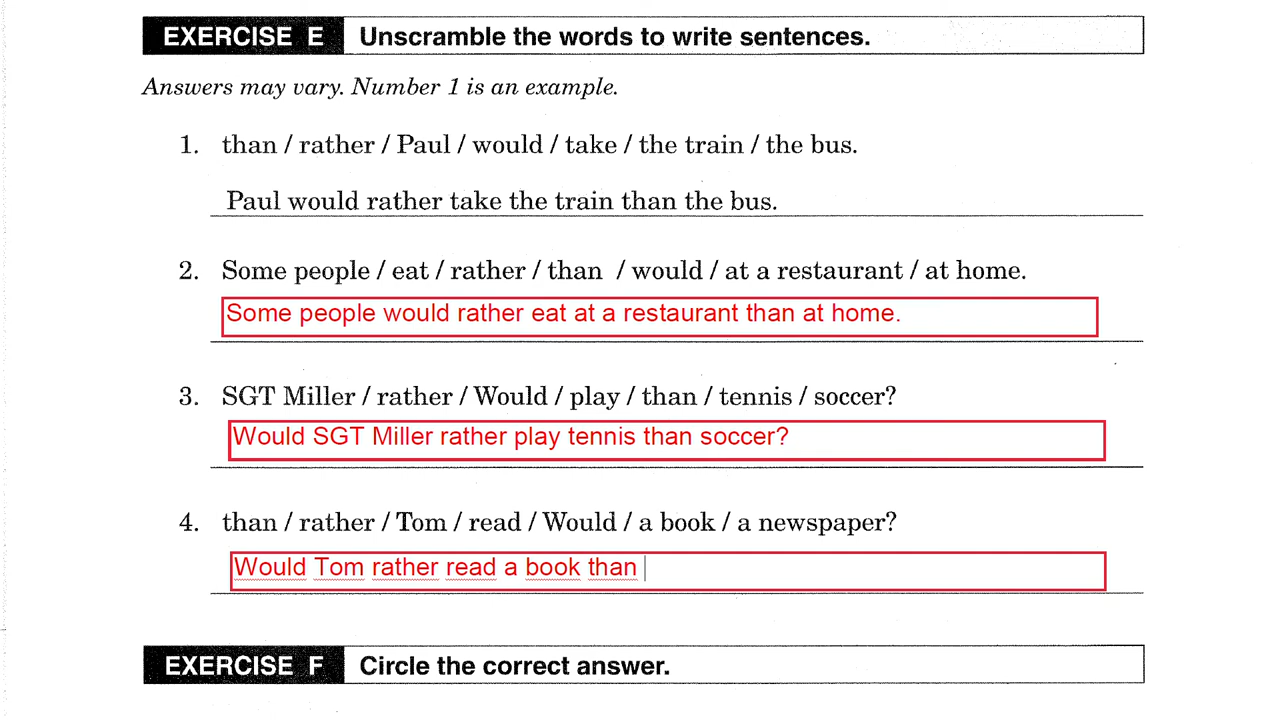 EXERCISE E Unscramble the words to write sentences.
Answers may vary. Number 1 is an example.
1. than / rather / Paul / would / take / the train / the bus.
Paul would rather take the train than the bus.
2. Some people / eat / rather / than / would / at a restaurant / at home.
Some people would rather eat at a restaurant than at home.
3. SGT Miller / rather / Would / play / than / tennis / soccer?
Would SGT Miller rather play tennis than soccer?
4. than / rather / Tom / read / Would / a book / a newspaper?
Would Tom rather read a book than
EXERCISE F Circle the correct answer.